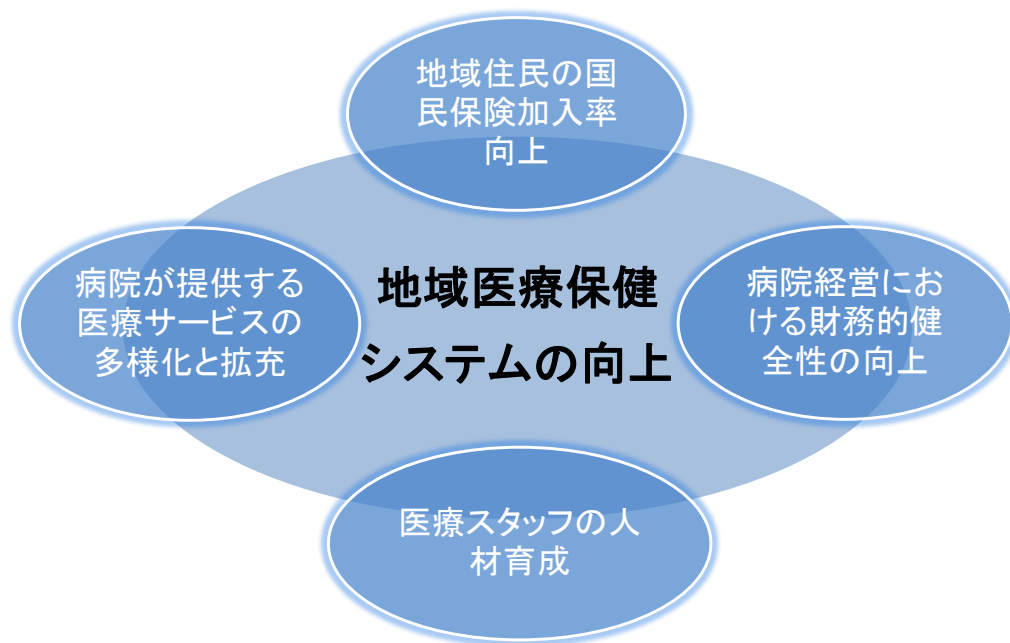 地域住民の国
民保険加入率
向上
病院が提供する
医療サービスの
多様化と拡充
地域医療保健
システムの向上
病院経営にお
ける財務的健
全性の向上
医療スタッフの人
材育成